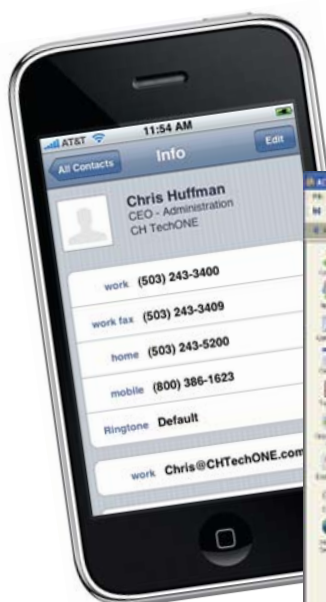 AT&T 11:54 AM
All Contacts Info Edit
Chris Huffman
CEO - Administration
CH TechONE
work (503) 243-3400
work fax (503) 243-3409
home (503) 243-5200
mobile (800) 386-1623
Ringtone Default
work Chris@CHTechONE.com